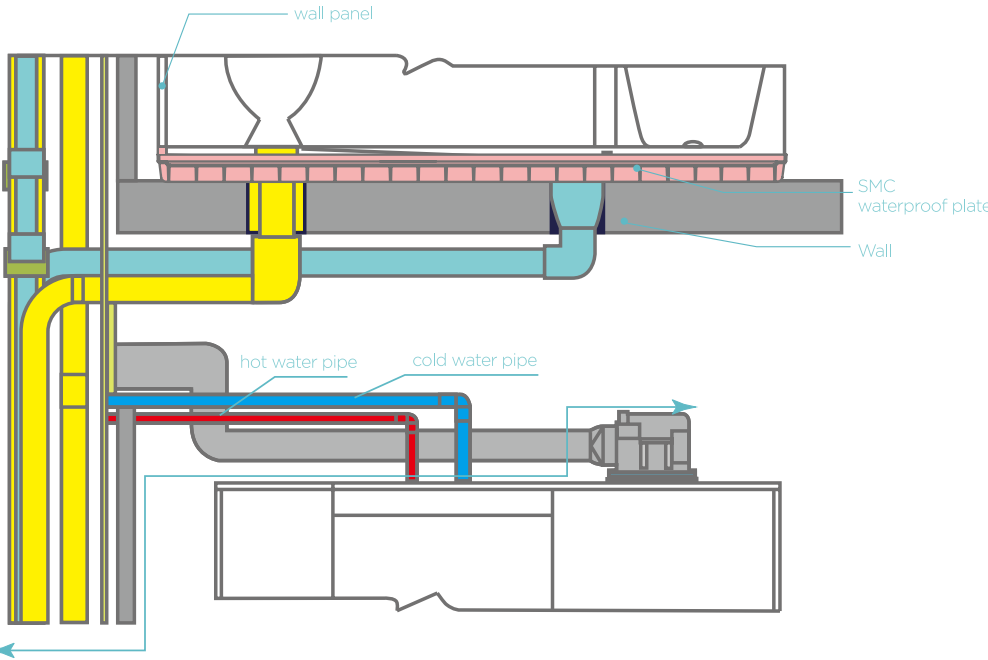 wall panel
SMC
waterproof plate
Wall
hot water pipe
cold water pipe